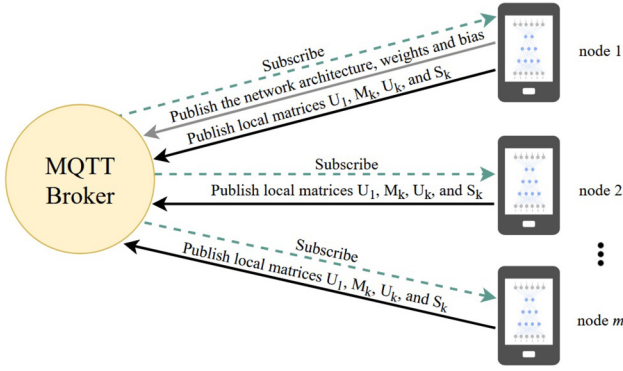 Subscribe
Publish the network architecture, weights and bias
Publish local matrices U1, Mk, Uk, and Sk
node 1
MQTT
Broker
Subscribe
Publish local matrices U1, Mk, Uk, and Sk
node 2
Subscribe
Publish local matrices U1, Mk, Uk, and Sk
node m